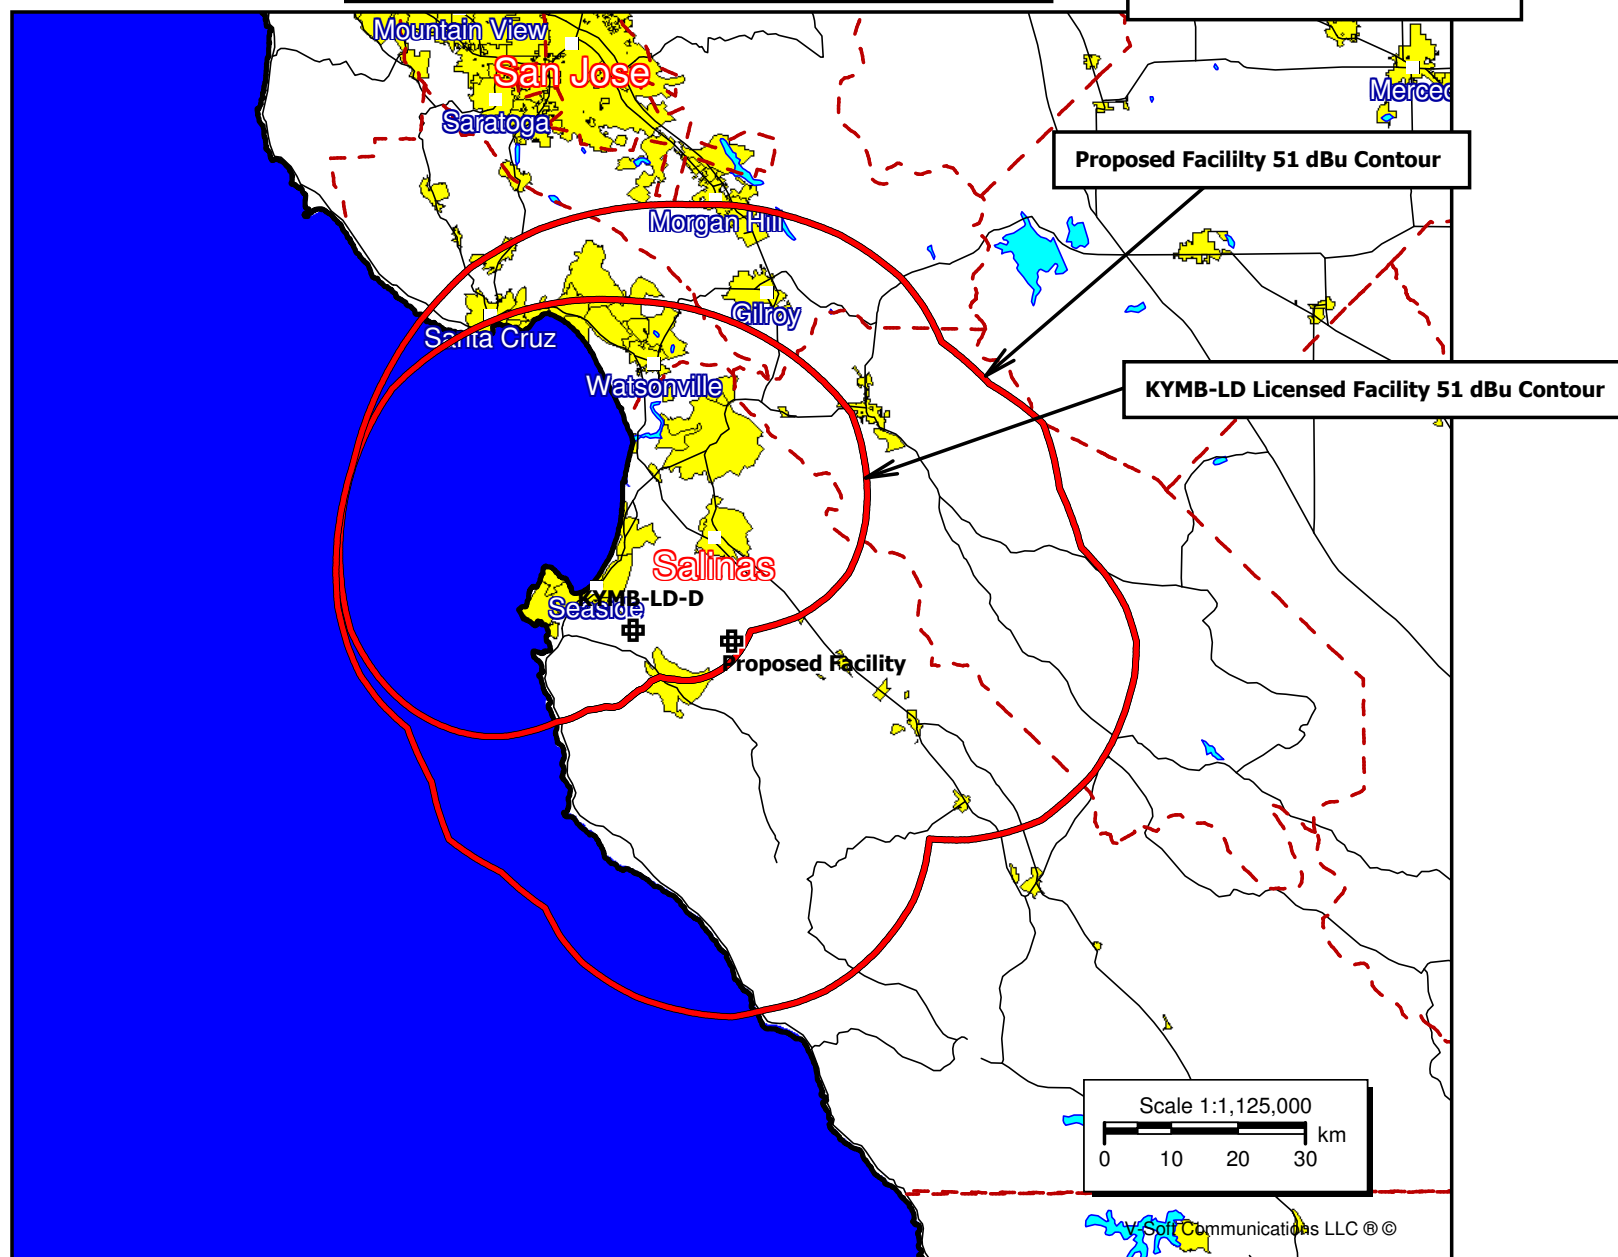 Mountain View
San Jose
Merced
Saratoga
Proposed Facililty 51 dBu Contour
Morgan Hill
Gilroy
Santa Cruz
Watsonville
KYMB-LD Licensed Facility 51 dBu Contour
Salinas
KYMB-LD-D
Seaside
Proposed Facility
Scale 1:1,125,000
km
0 10 20 30
V-Soft Communications LLC ® ©